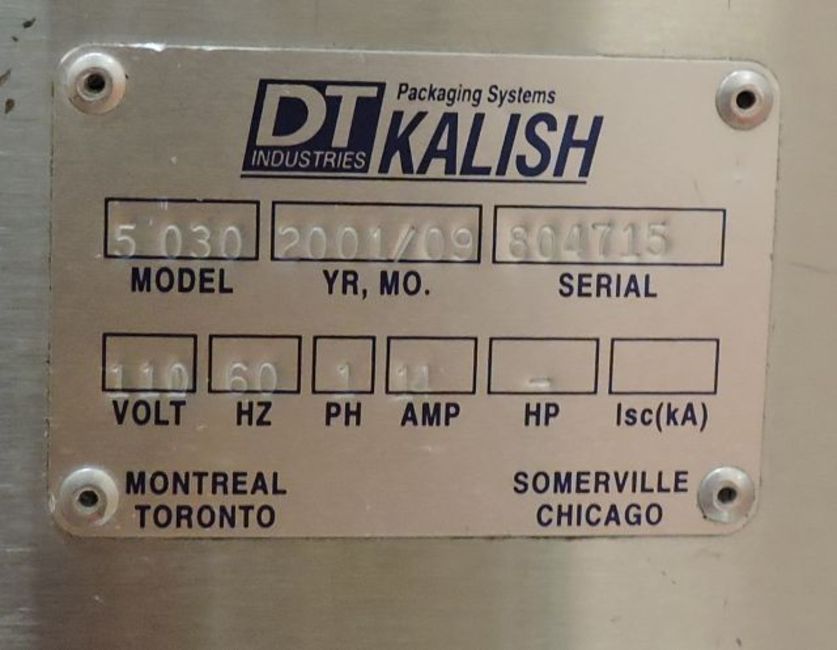 DT
INDUSTRIES
Packaging Systems
KALISH
5 030 2001/09 804715
MODEL YR, MO. SERIAL
110 60 1 -
VOLT HZ PH AMP HP Isc(kA)
MONTREAL SOMERVILLE
TORONTO CHICAGO